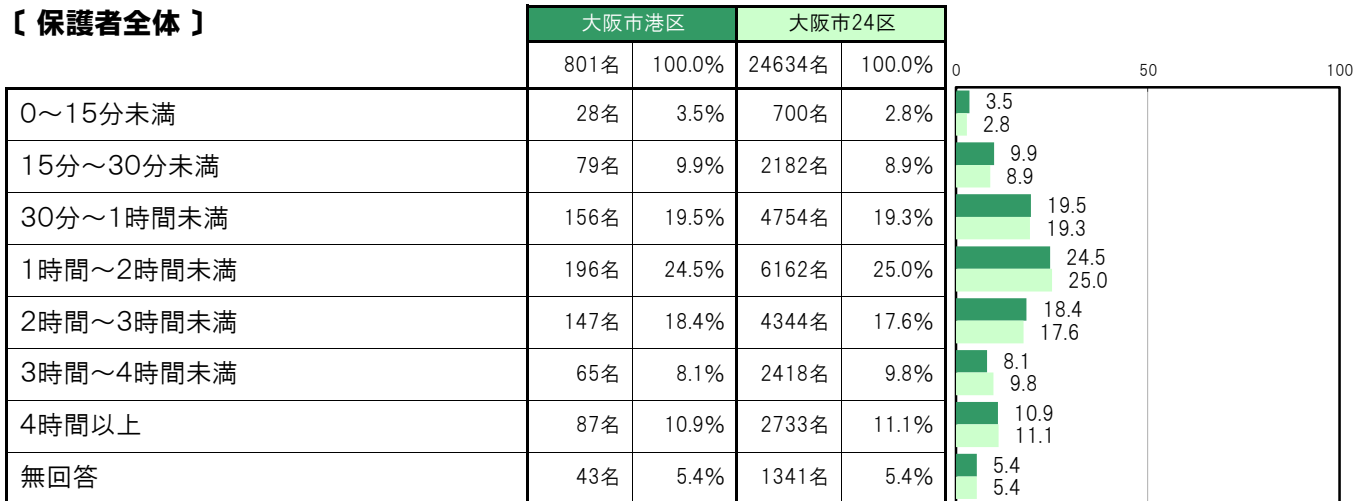 〔 保護者全体 〕 大阪市港区 大阪市24区
801名 100.0% 24634名 100.0% 0 50 100
0〜15分未満 28名 3.5% 700名 2.8% 3.5 2.8
15分〜30分未満 79名 9.9% 2182名 8.9% 9.9 8.9
30分〜1時間未満 156名 19.5% 4754名 19.3% 19.5 19.3
1時間〜2時間未満 196名 24.5% 6162名 25.0% 24.5 25.0
2時間〜3時間未満 147名 18.4% 4344名 17.6% 18.4 17.6
3時間〜4時間未満 65名 8.1% 2418名 9.8% 8.1 9.8
4時間以上 87名 10.9% 2733名 11.1% 10.9 11.1
無回答 43名 5.4% 1341名 5.4% 5.4 5.4